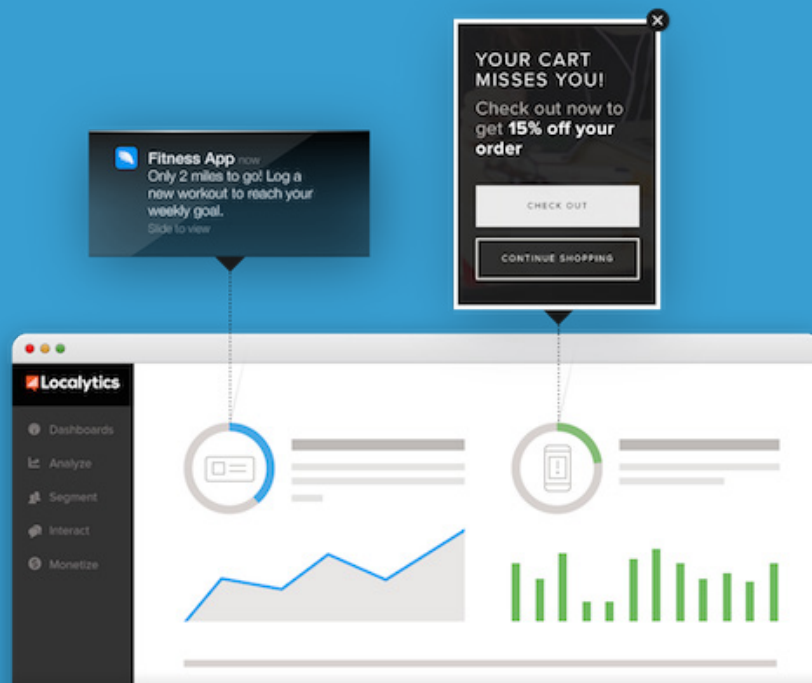 YOUR CART
MISSES YOU!
Check out now to
get 15% off your
order
CHECK OUT
CONTINUE SHOPPING
Fitness App now
Only 2 miles to go! Log a
new workout to reach your
weekly goal.
Slide to view
Localytics
Dashboards
Analyze
Segment
Interact
Monetize